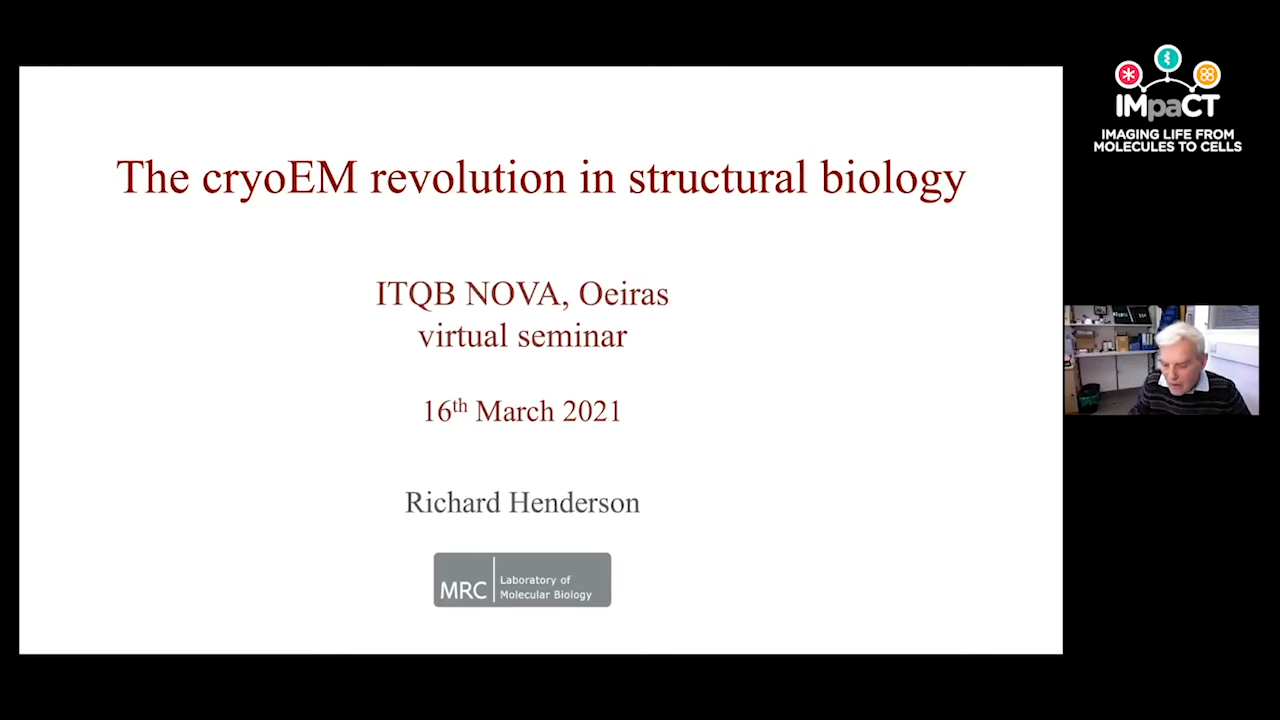 The cryoEM revolution in structural biology
ITQB NOVA, Oeiras
virtual seminar
16th March 2021
Richard Henderson
MRC
Laboratory of
Molecular Biology
IMpaCT
IMAGING LIFE FROM
MOLECULES TO CELLS